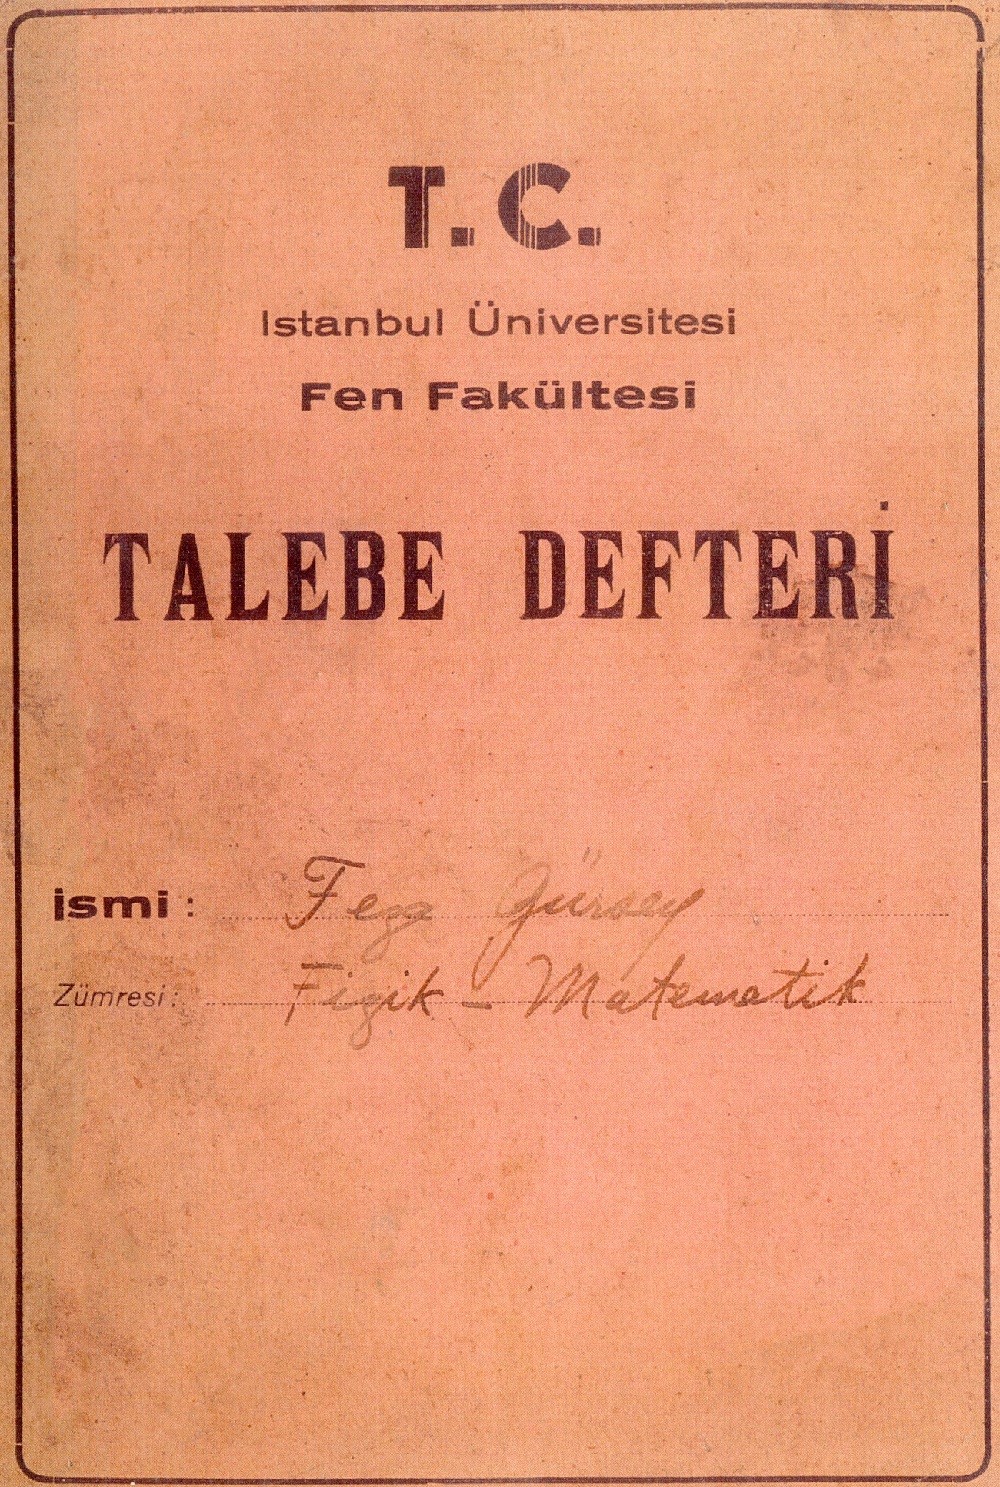 T. C.
Istanbul Üniversitesi
Fen Fakültesi
TALEBE DEFTERİ
İsmi : Feza Gürsey
Zümresi : Fizik - Matematik